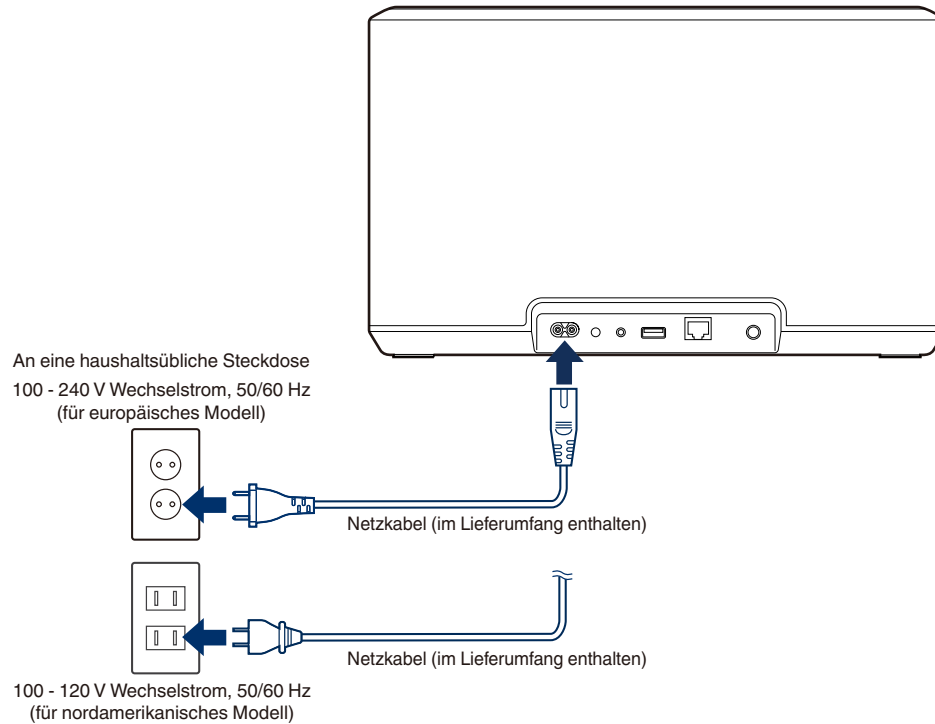 An eine haushaltsübliche Steckdose
100 - 240 V Wechselstrom, 50/60 Hz
(für europäisches Modell)
Netzkabel (im Lieferumfang enthalten)
Netzkabel (im Lieferumfang enthalten)
100 - 120 V Wechselstrom, 50/60 Hz
(für nordamerikanisches Modell)